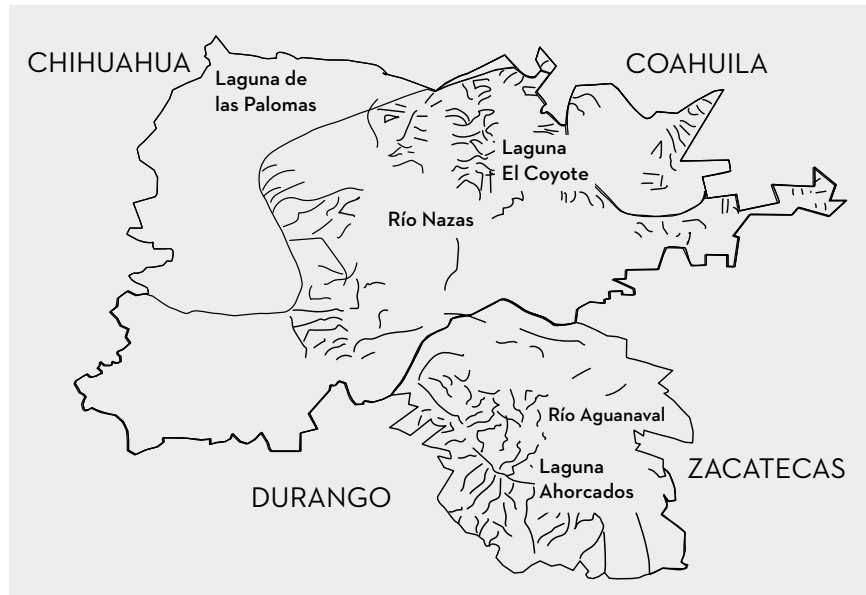 CHIHUAHUA
COAHUILA
Laguna de
las Palomas
Laguna
El Coyote
Río Nazas
Río Aguanaval
Laguna
Ahorcados
ZACATECAS
DURANGO